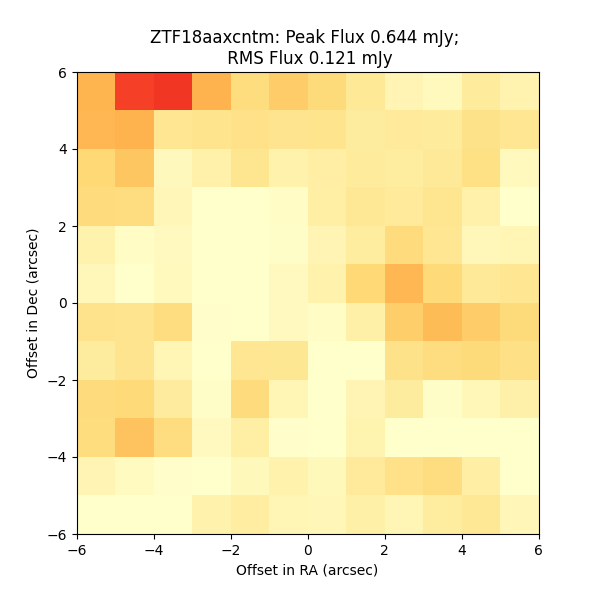 ZTF18aaxcntm: Peak Flux 0.644 mJy;
RMS Flux 0.121 mJy
6
4
2
0
−2
−4
−6
Offset in Dec (arcsec)
−6 −4 −2 0 2 4 6
Offset in RA (arcsec)